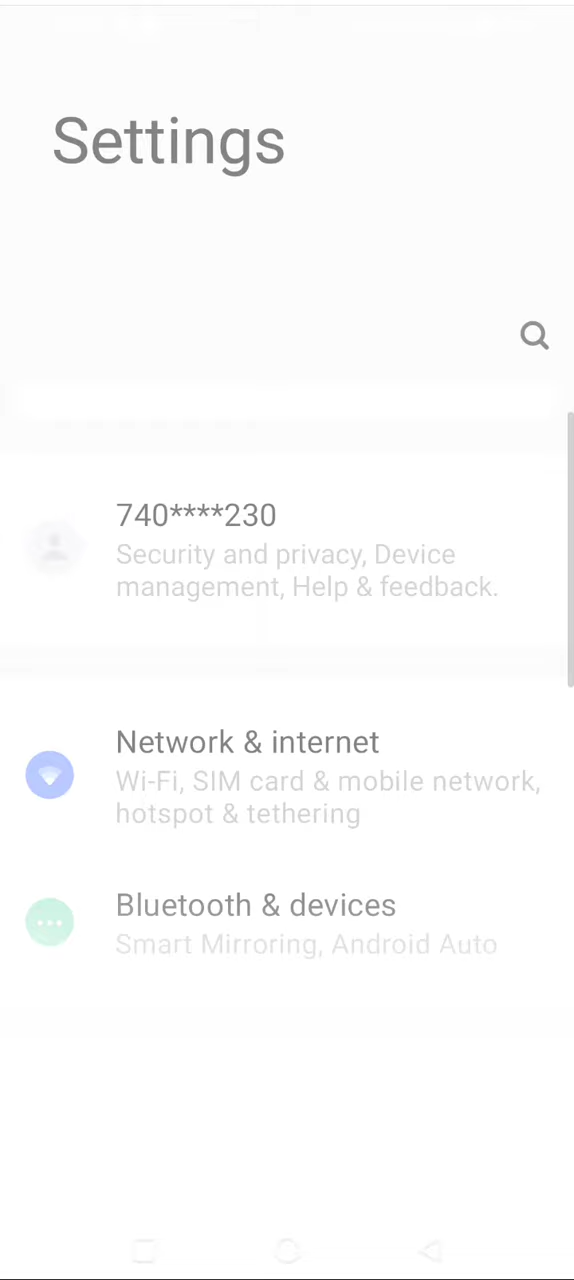 Settings
740****230
Security and privacy, Device
management, Help & feedback.
Network & internet
Wi-Fi, SIM card & mobile network,
hotspot & tethering
Bluetooth & devices
Smart Mirroring, Android Auto